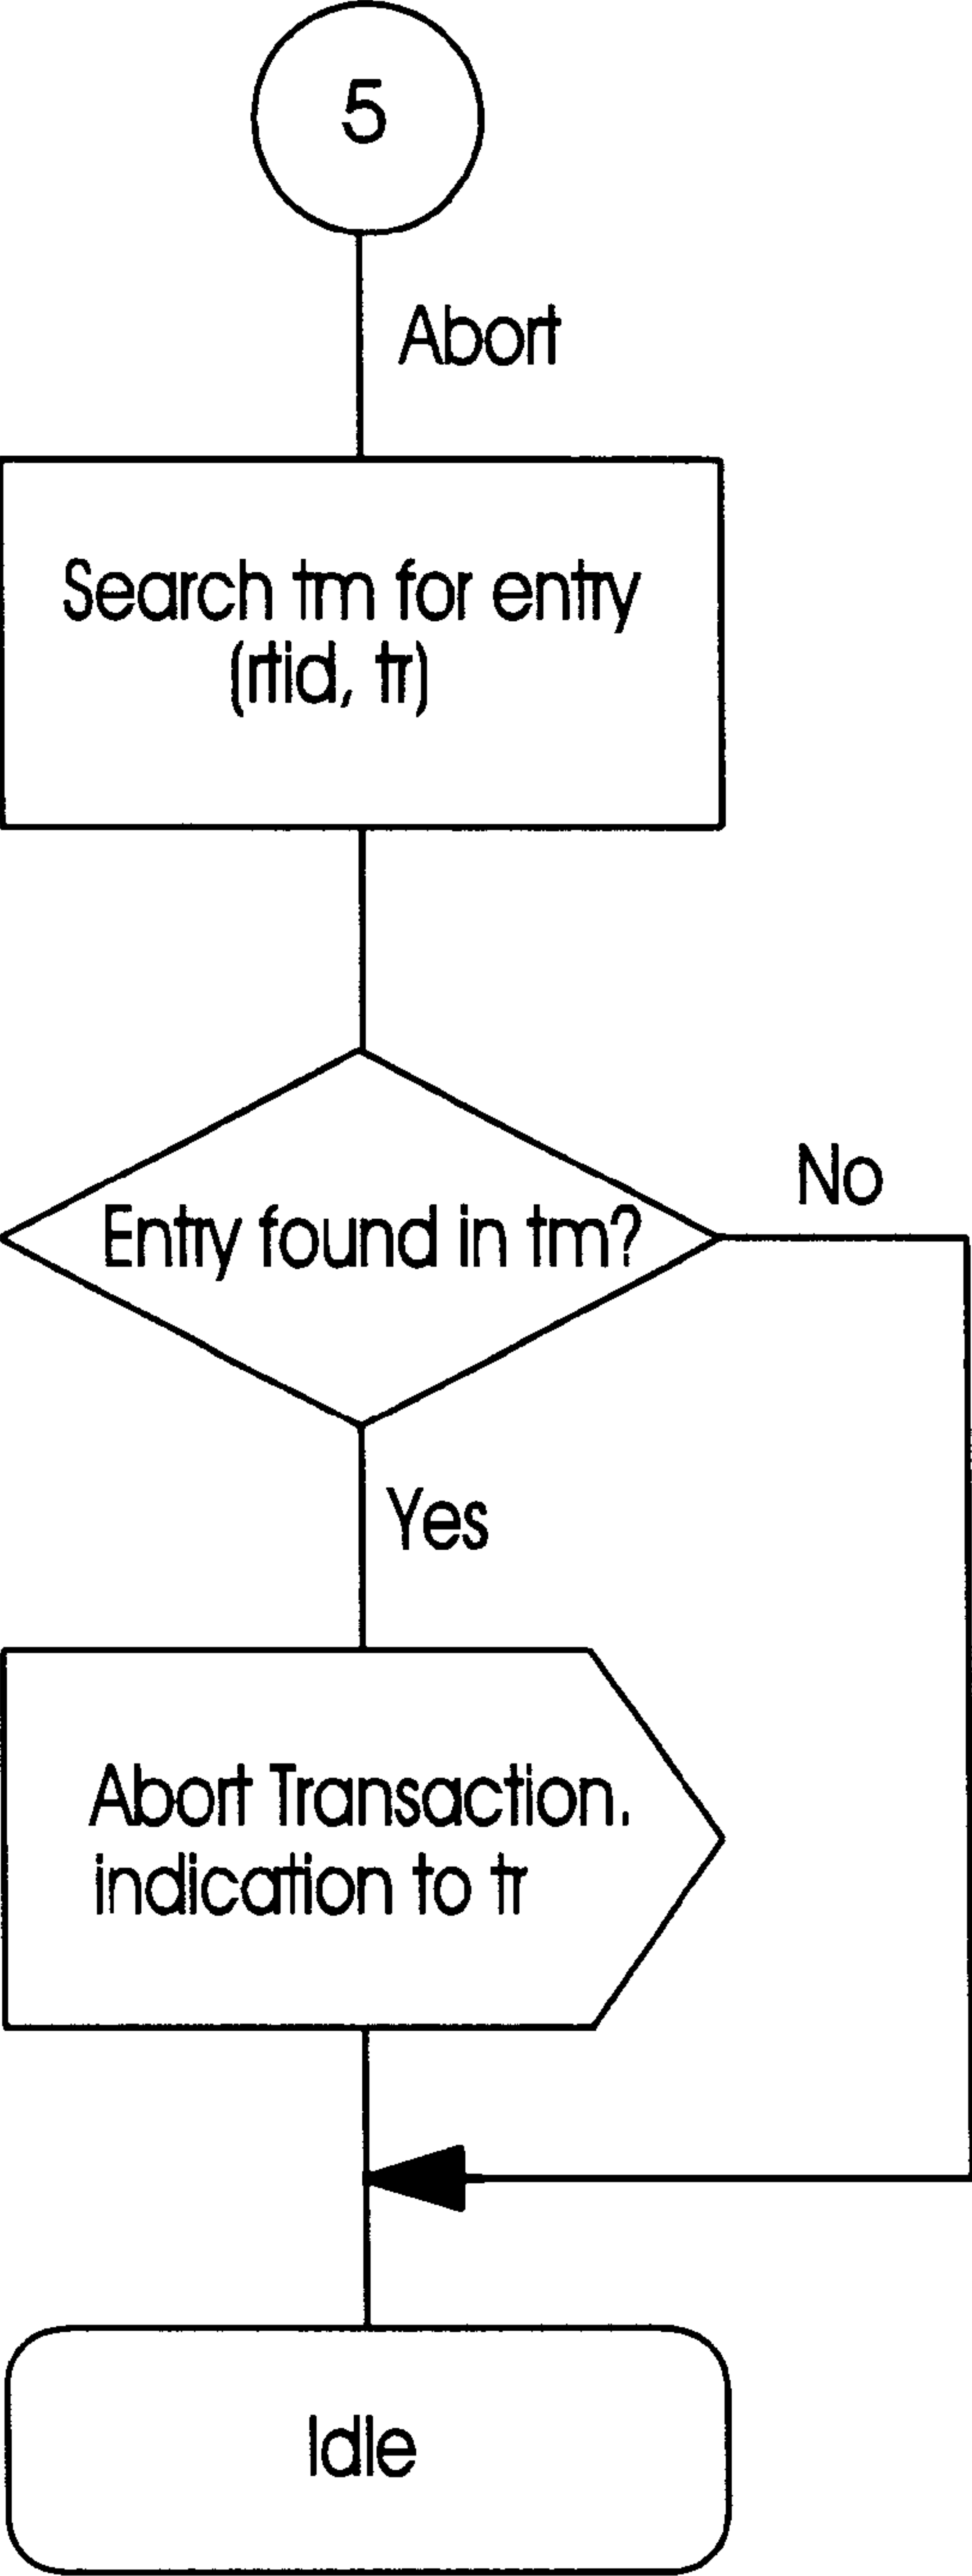 5
Abort
Search tm for entry
(rtid, tr)
Entry found in tm?
No
Yes
Abort Transaction.
indication to tr
Idle